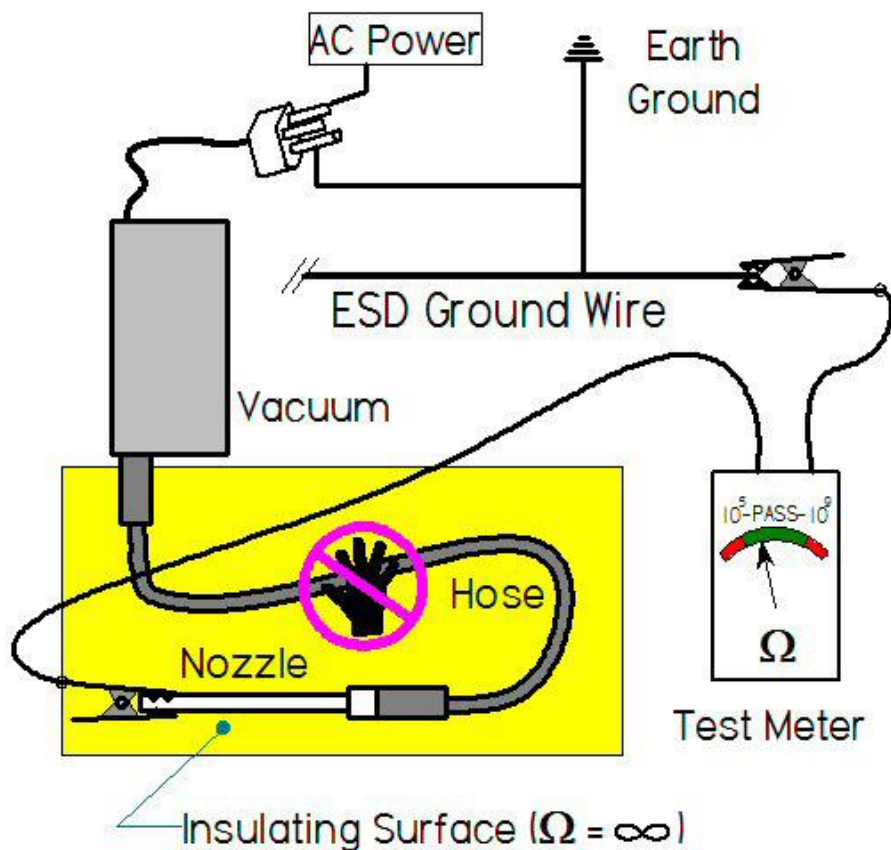 AC Power
Earth
Ground
ESD Ground Wire
Vacuum
10⁵-PASS-10⁹
Hose
Nozzle
Ω
Test Meter
Insulating Surface (Ω = ∞)